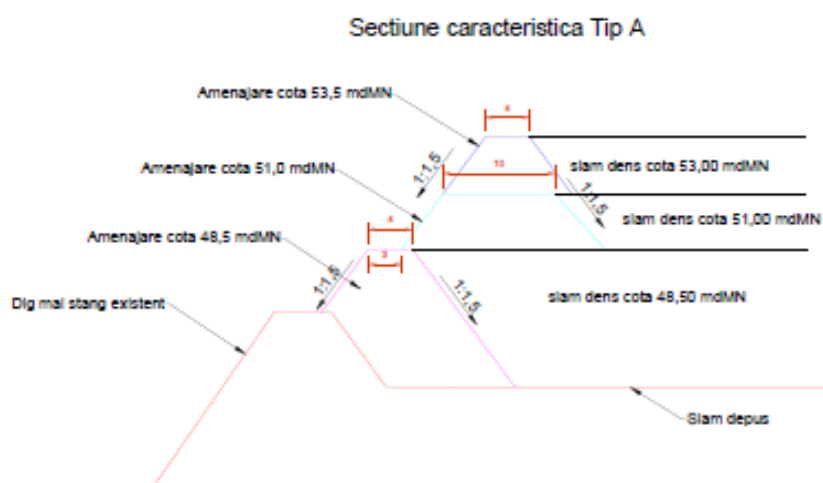 Sectiune caracteristica Tip A
Amenajare cota 53,5 mdMN
4
slam dens cota 53,00 mdMN
Amenajare cota 51,0 mdMN
1:1,5
10
1:1,5
slam dens cota 51,00 mdMN
Amenajare cota 48,5 mdMN
4
3
1:1,5
1:1,5
slam dens cota 48,50 mdMN
Dig mal stang existent
Slam depus